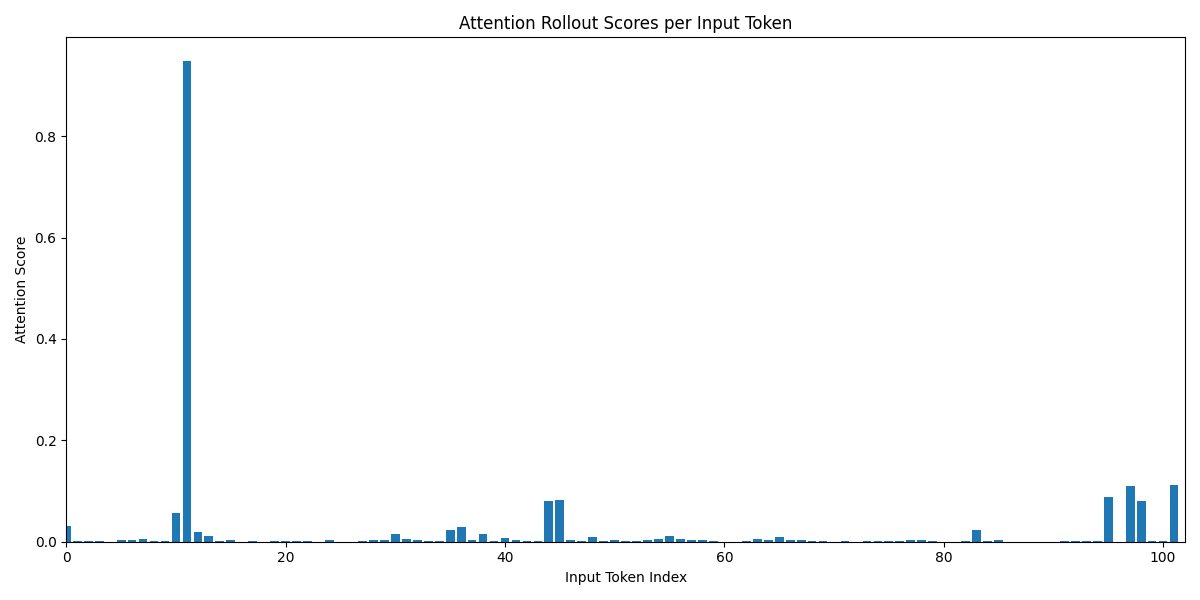 Attention Rollout Scores per Input Token
Attention Score
0.8
0.6
0.4
0.2
0.0
0 20 40 60 80 100
Input Token Index